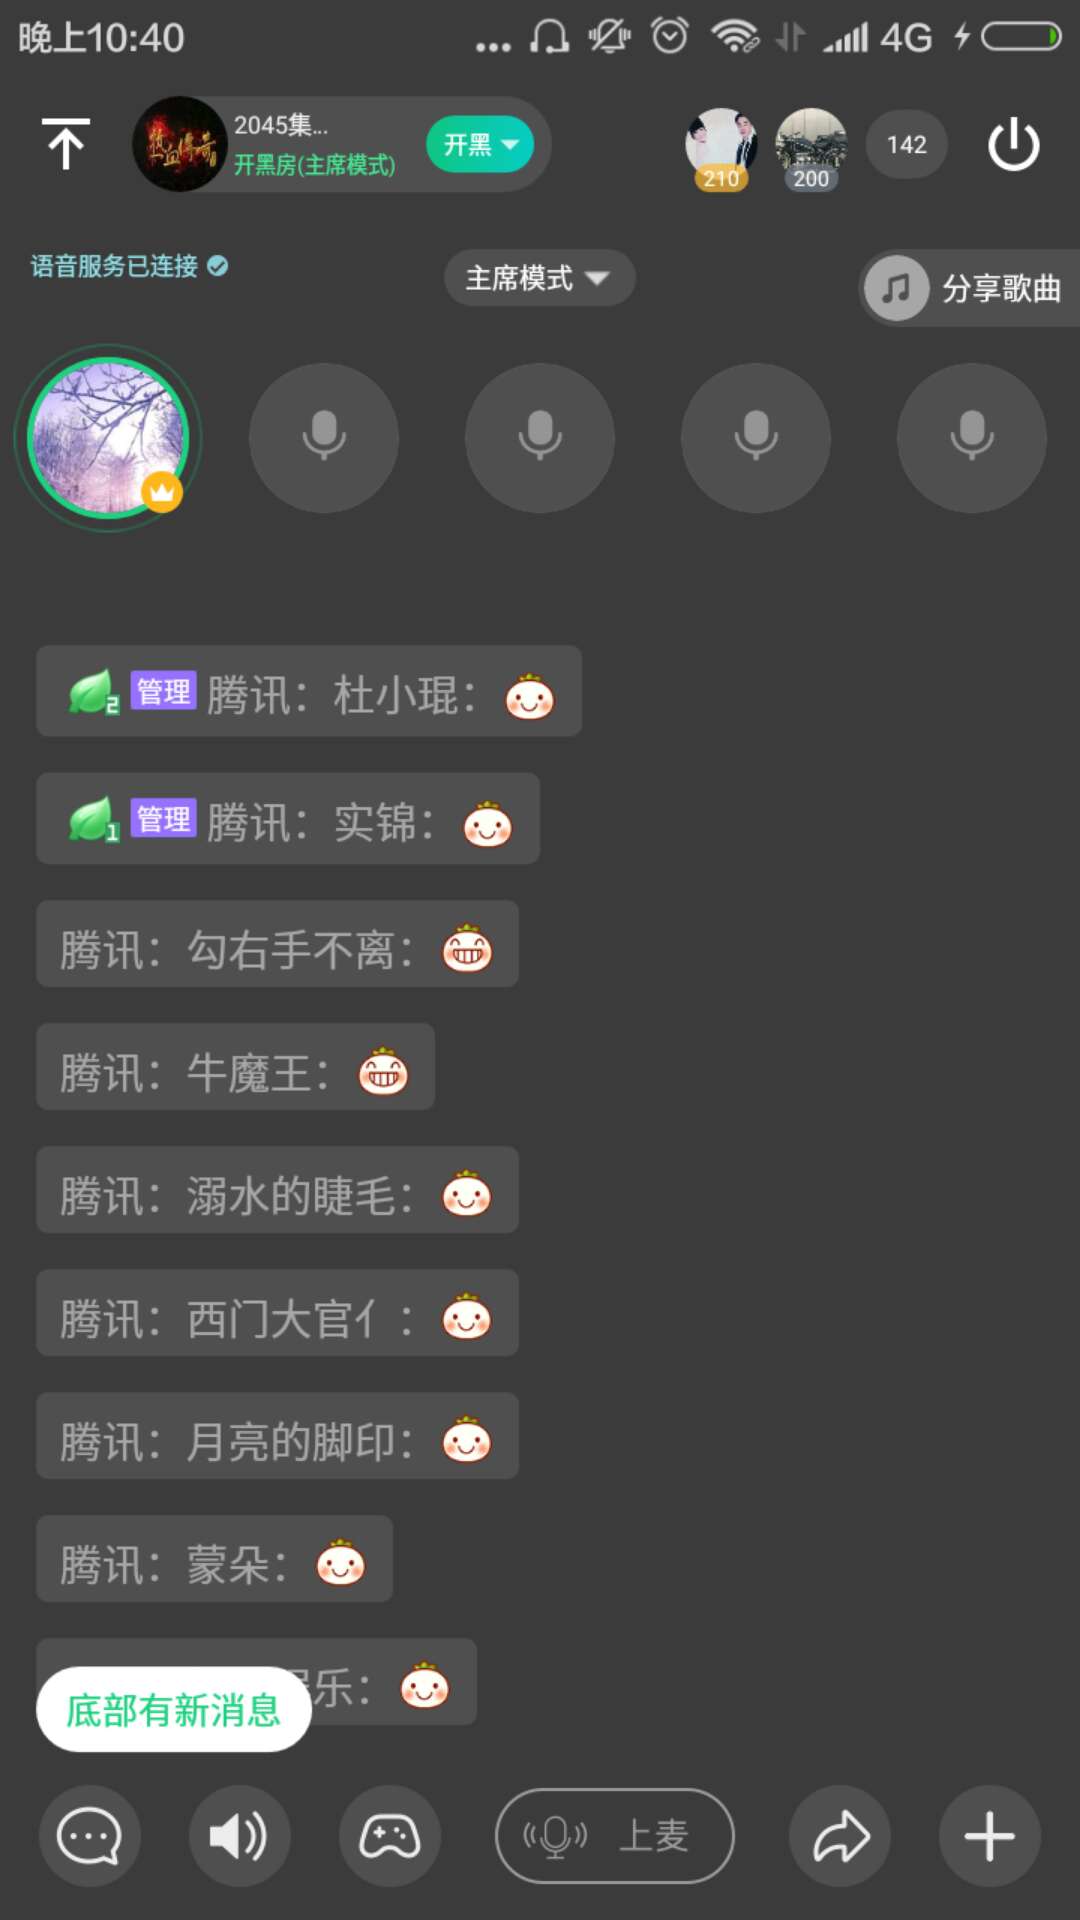 晚上10:40
4G
热血传奇
2045集...
开黑房(主席模式)
开黑
210
200
142
语音服务已连接
主席模式
分享歌曲
2 管理 腾讯：杜小琨：
1 管理 腾讯：实锦：
腾讯：勾右手不离：
腾讯：牛魔王：
腾讯：溺水的睫毛：
腾讯：西门大官亻：
腾讯：月亮的脚印：
腾讯：蒙朵：
乐：
底部有新消息
上麦